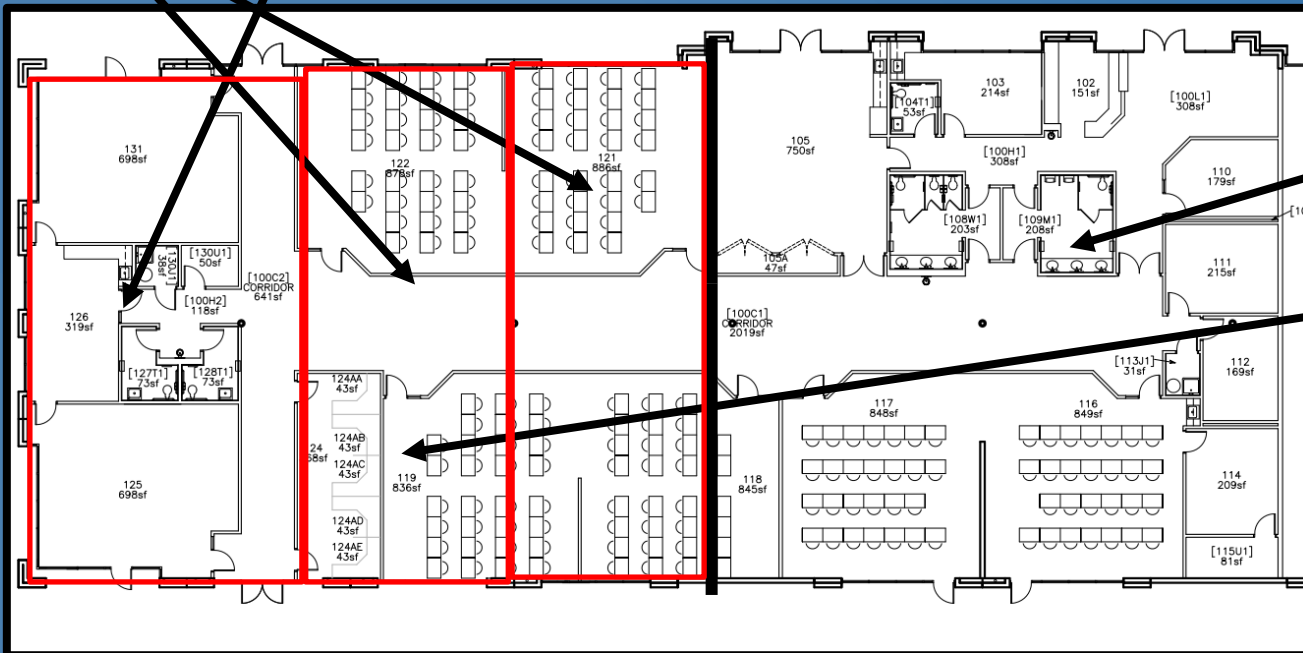 131
698sf
122
878sf
121
886sf
105
750sf
[104T1]
53sf
103
214sf
102
151sf
[100L1]
308sf
[100H1]
308sf
110
179sf
[108W1]
203sf
[109M1]
208sf
105A
47sf
111
215sf
[130J1]
38sf
[130U1]
50sf
[100C2]
CORRIDOR
641sf
[100H2]
118sf
126
319sf
[127T1]
73sf
[128T1]
73sf
[100C1]
CORRIDOR
2019sf
[113J1]
31sf
112
169sf
124AA
43sf
124AB
43sf
124AC
43sf
124AD
43sf
124AE
43sf
24
68sf
119
836sf
118
845sf
117
848sf
116
849sf
125
698sf
114
209sf
[115U1]
81sf